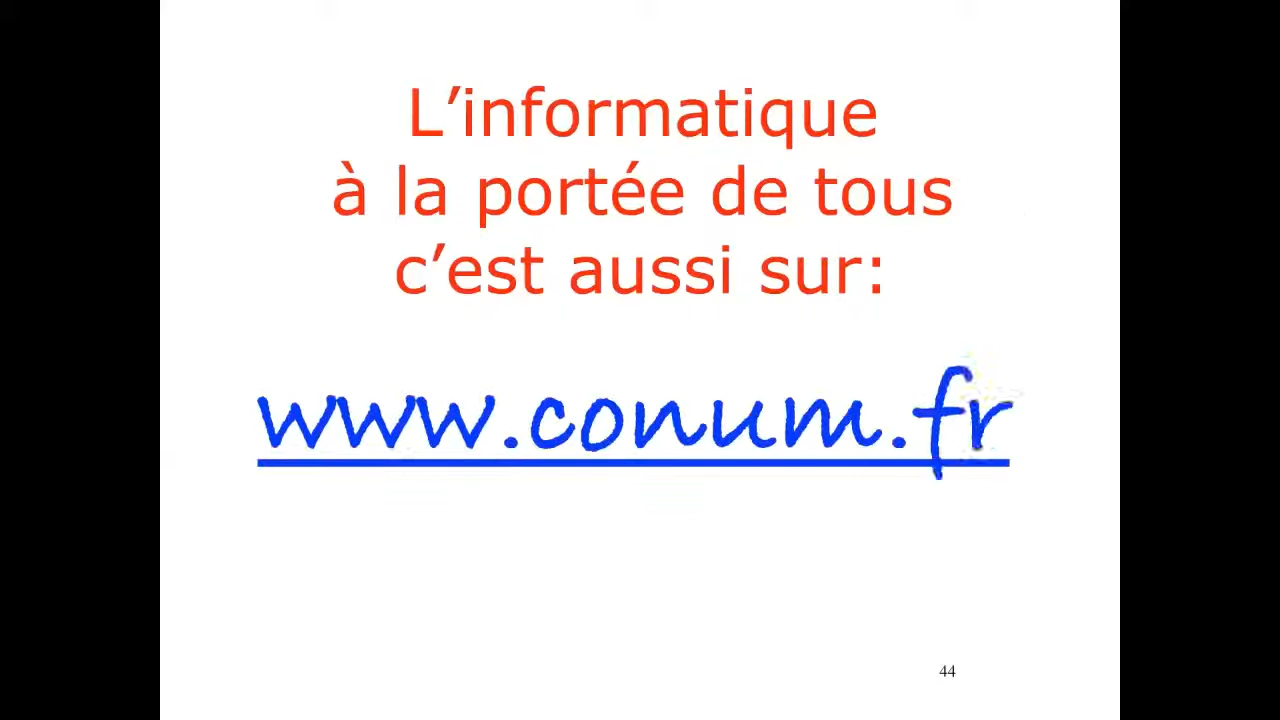 L’informatique
à la portée de tous
c’est aussi sur:
www.conum.fr
44